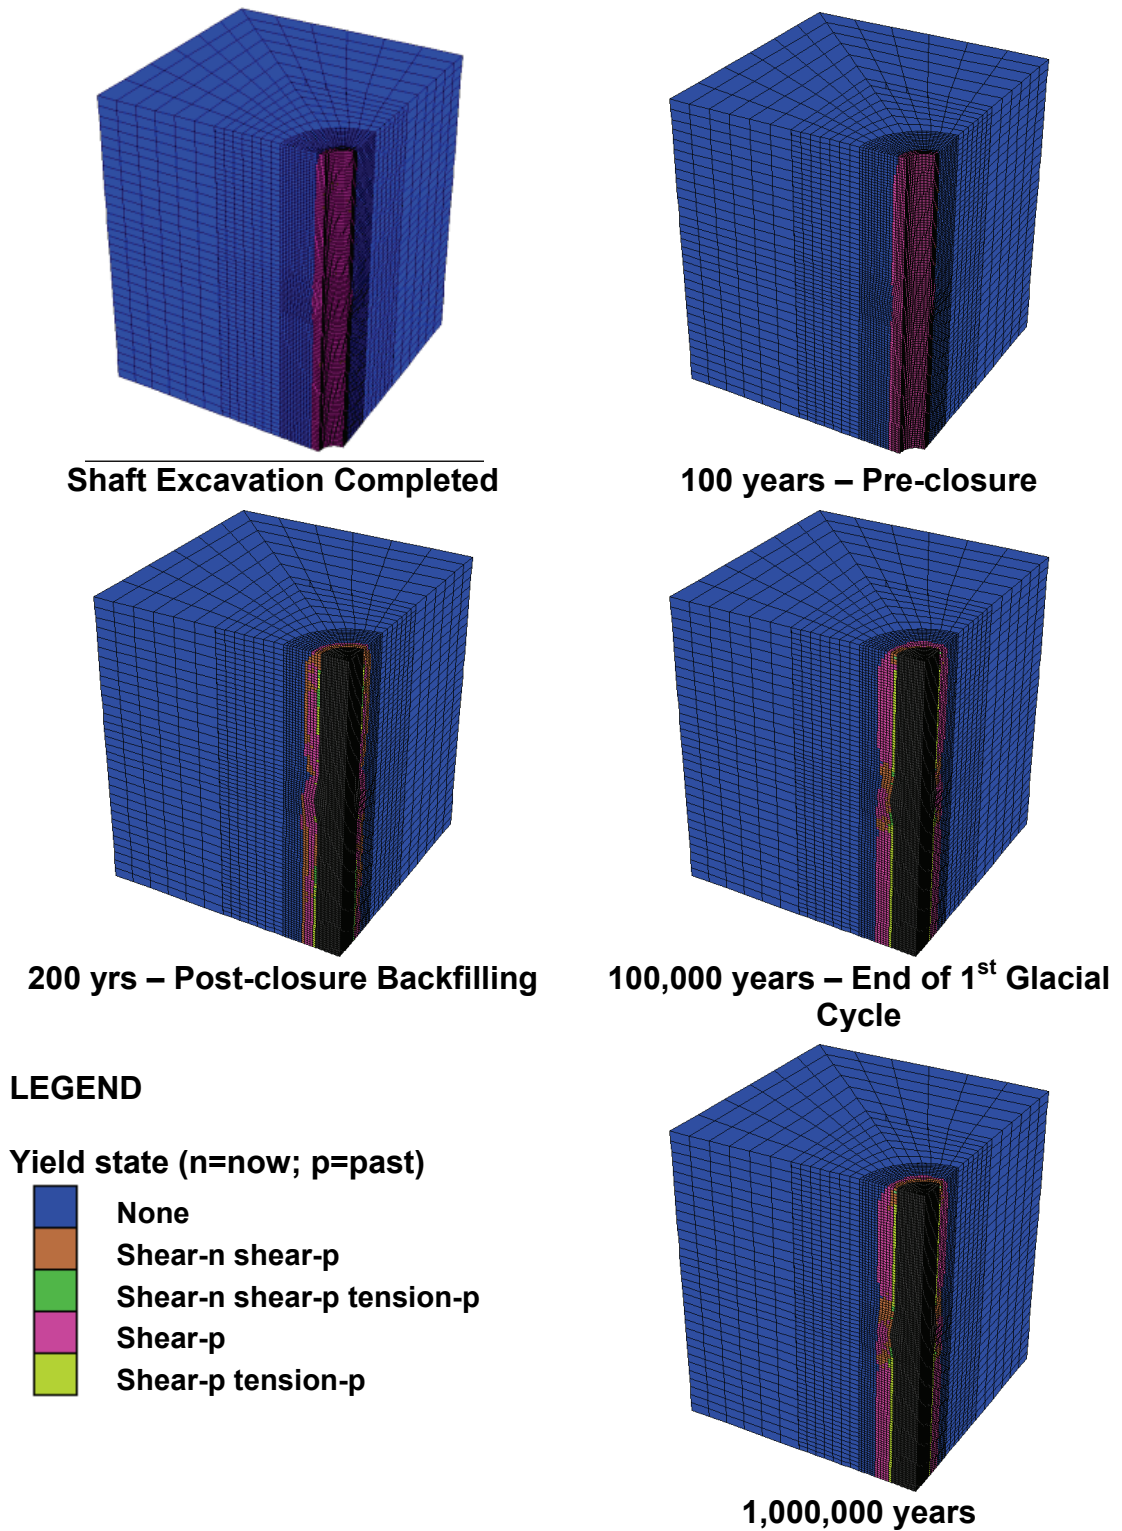 Shaft Excavation Completed
100 years – Pre-closure
200 yrs – Post-closure Backfilling
100,000 years – End of 1st Glacial
Cycle
LEGEND
Yield state (n=now; p=past)
None
Shear-n shear-p
Shear-n shear-p tension-p
Shear-p
Shear-p tension-p
1,000,000 years